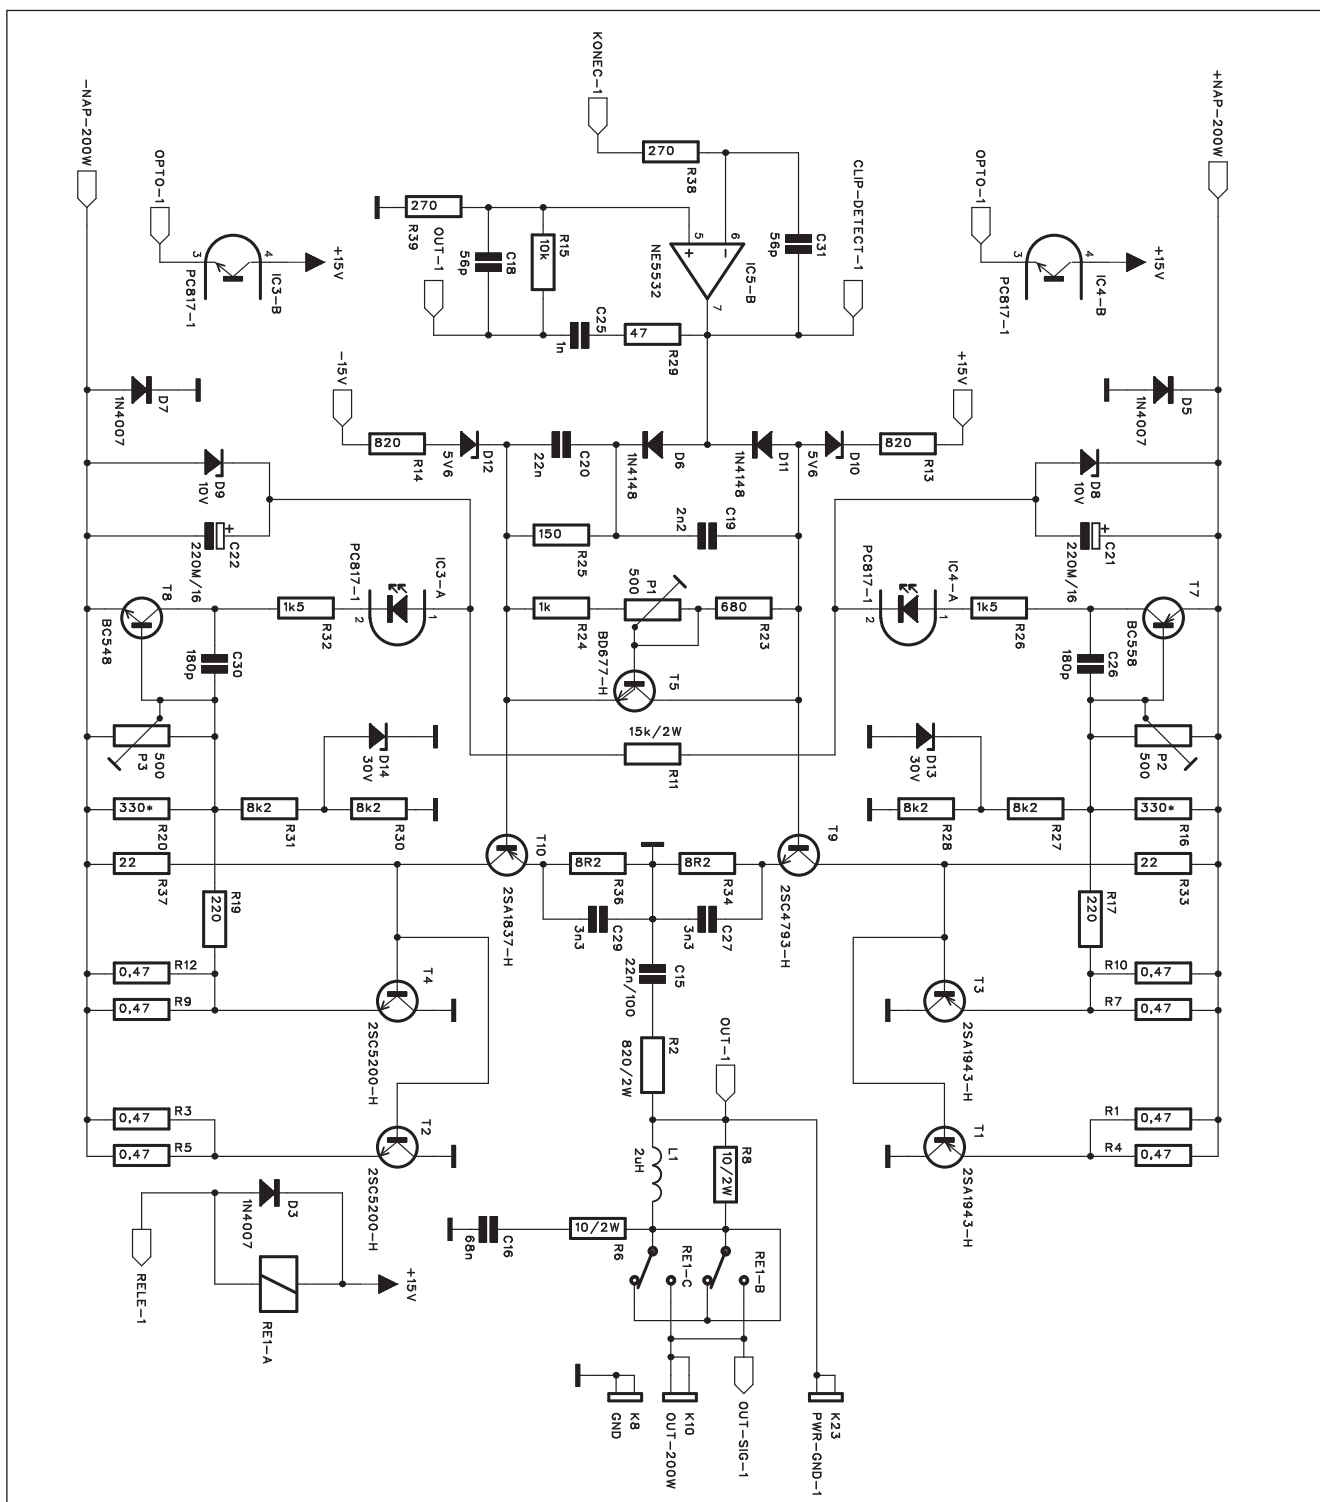 +NAP-200W
OPTO-1
3
4
IC4-B
PC817-1
+15V
D5
1N4007
CLIP-DETECT-1
KONEC-1
270
R38
C31
56p
6
5
7
IC5-B
NE5532
270
R39
OUT-1
C18
56p
R15
10k
C25
1n
47
R29
OPTO-1
3
4
IC3-B
PC817-1
+15V
-NAP-200W
D7
1N4007
-15V
820
R14
D12
5V6
C20
22n
D6
1N4148
D11
1N4148
D10
5V6
820
R13
+15V
D8
10V
C21
220M/16
+
D9
10V
C22
220M/16
+
150
R25
C19
2n2
IC3-A
PC817-1
1
2
IC4-A
PC817-1
1
2
1k5
R32
1k5
R26
T8
BC548
T7
BC558
C30
180p
C26
180p
1k
R24
P1
500
680
R23
T5
BD677-H
15k/2W
R11
P3
500
P2
500
D14
30V
D13
30V
330*
R20
8k2
R31
8k2
R30
8k2
R28
8k2
R27
330*
R16
22
R37
T10
2SA1837-H
8R2
R36
8R2
R34
T9
2SC4793-H
22
R33
R19
220
R17
220
C29
3n3
C27
3n3
C15
22n/100
0,47
R12
0,47
R9
T4
2SC5200-H
T3
2SA1943-H
R10
0,47
R7
0,47
R2
820/2W
OUT-1
0,47
R3
0,47
R5
T2
2SC5200-H
T1
2SA1943-H
R1
0,47
R4
0,47
L1
2uH
R8
10/2W
10/2W
R6
C16
68n
RE1-C
RE1-B
D3
1N4007
RELE-1
RE1-A
+15V
K8
GND
K10
OUT-200W
OUT-SIG-1
K23
PWR-GND-1